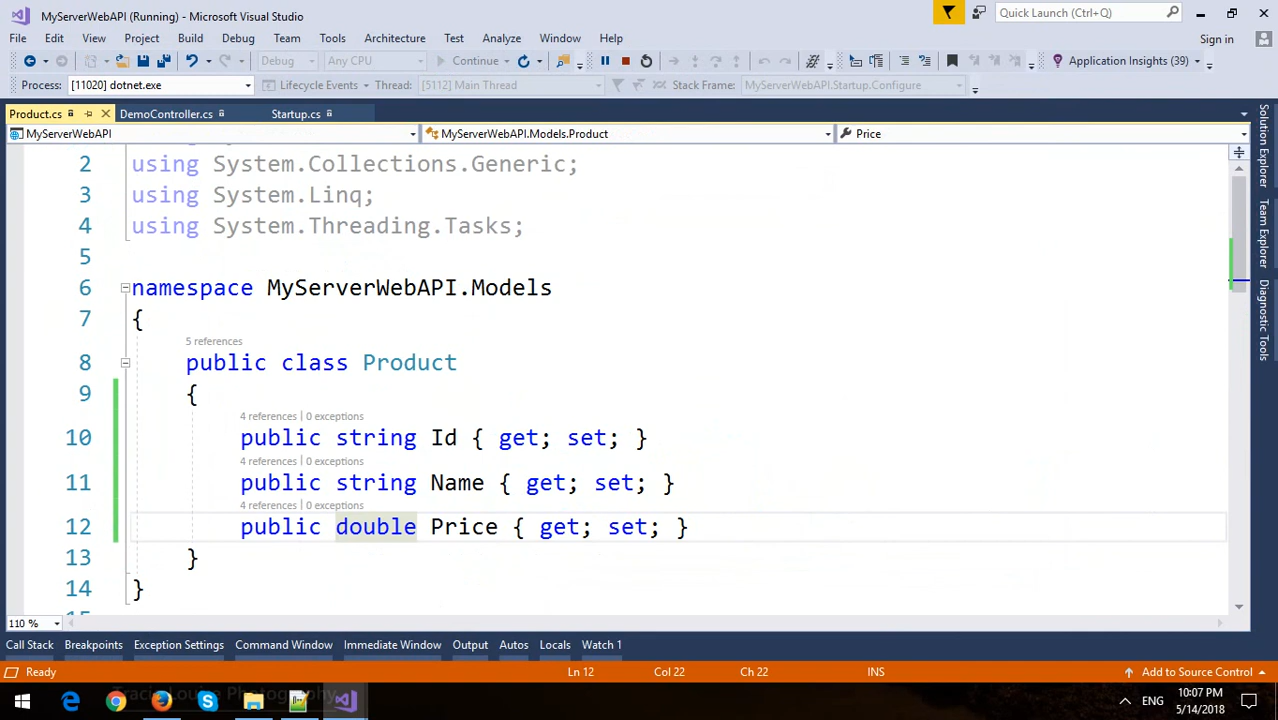 MyServerWebAPI (Running) - Microsoft Visual Studio
Quick Launch (Ctrl+Q)
File Edit View Project Build Debug Team Tools Architecture Test Analyze Window Help
Sign in
Debug Any CPU Continue Application Insights (39)
Process: [11020] dotnet.exe Lifecycle Events Thread: [5112] Main Thread Stack Frame: MyServerWebAPI.Startup.Configure
Product.cs DemoController.cs Startup.cs
MyServerWebAPI MyServerWebAPI.Models.Product Price
2 using System.Collections.Generic;
3 using System.Linq;
4 using System.Threading.Tasks;
5
6 namespace MyServerWebAPI.Models
7 {
5 references
8 public class Product
9 {
4 references | 0 exceptions
10 public string Id { get; set; }
4 references | 0 exceptions
11 public string Name { get; set; }
4 references | 0 exceptions
12 public double Price { get; set; }
13 }
14 }
Solution Explorer
Team Explorer
Diagnostic Tools
110 %
Call Stack Breakpoints Exception Settings Command Window Immediate Window Output Autos Locals Watch 1
Ready Ln 12 Col 22 Ch 22 INS Add to Source Control
ENG
10:07 PM
5/14/2018